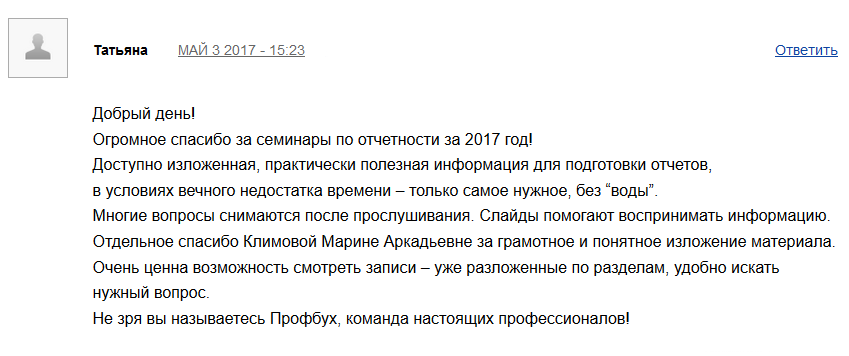 Татьяна МАЙ 3 2017 - 15:23 Ответить
Добрый день!
Огромное спасибо за семинары по отчетности за 2017 год!
Доступно изложенная, практически полезная информация для подготовки отчетов,
в условиях вечного недостатка времени – только самое нужное, без “воды”.
Многие вопросы снимаются после прослушивания. Слайды помогают воспринимать информацию.
Отдельное спасибо Климовой Марине Аркадьевне за грамотное и понятное изложение материала.
Очень ценна возможность смотреть записи – уже разложенные по разделам, удобно искать
нужный вопрос.
Не зря вы называетесь Профбух, команда настоящих профессионалов!